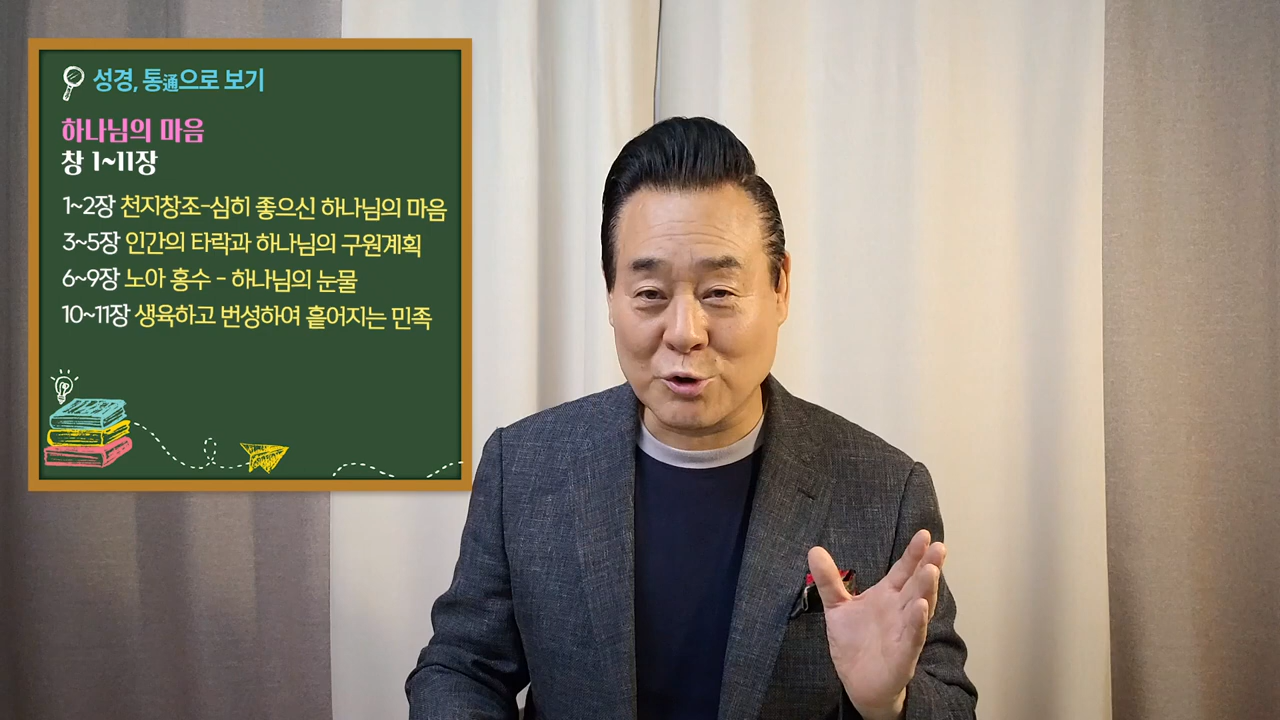 성경, 통通으로 보기
하나님의 마음
창 1~11장
1~2장 천지창조-심히 좋으신 하나님의 마음
3~5장 인간의 타락과 하나님의 구원계획
6~9장 노아 홍수 - 하나님의 눈물
10~11장 생육하고 번성하여 흩어지는 민족